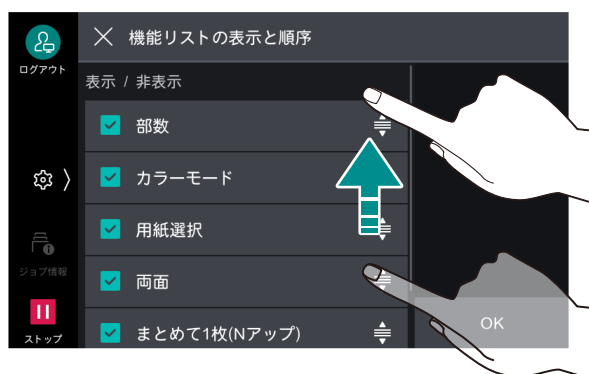 機能リストの表示と順序
ログアウト
表示 / 非表示
部数
カラーモード
用紙選択
両面
ジョブ情報
まとめて1枚(Nアップ)
OK
ストップ